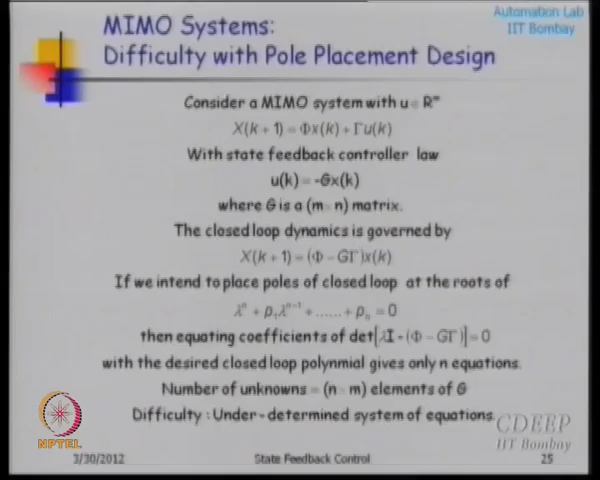 Automation Lab
IIT Bombay
MIMO Systems:
Difficulty with Pole Placement Design
Consider a MIMO system with u ∈ Rᵐ
X(k + 1) = Φx(k) + Γu(k)
With state feedback controller law
u(k) = -Gx(k)
where G is a (m × n) matrix.
The closed loop dynamics is governed by
X(k + 1) = (Φ - GΓ)x(k)
If we intend to place poles of closed loop at the roots of
λⁿ + p₁λⁿ⁻¹ + ...... + pₙ = 0
then equating coefficients of det[λI - (Φ - GΓ)] = 0
with the desired closed loop polynmial gives only n equations.
Number of unknowns = (n × m) elements of G
Difficulty : Under - determined system of equations
CDEEP
IIT Bombay
NPTEL
3/30/2012
State Feedback Control
25